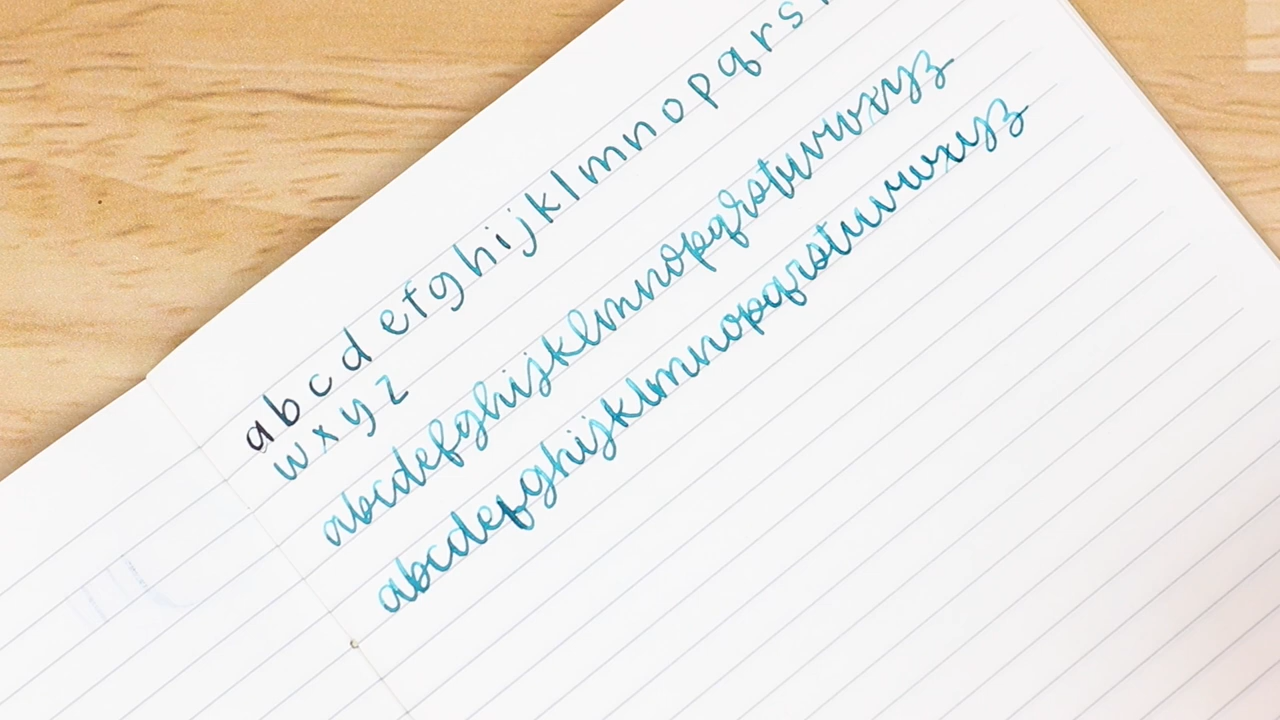 a b c d e f g h i j k l m n o p q r s
w x y z
abcdefghijklmnopqrstuvwxyz
abcdefghijklmnopqrstuvwxyz